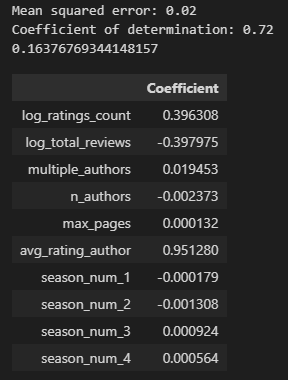 Mean squared error: 0.02
Coefficient of determination: 0.72
0.16376769344148157
Coefficient
log_ratings_count 0.396308
log_total_reviews -0.397975
multiple_authors 0.019453
n_authors -0.002373
max_pages 0.000132
avg_rating_author 0.951280
season_num_1 -0.000179
season_num_2 -0.001308
season_num_3 0.000924
season_num_4 0.000564